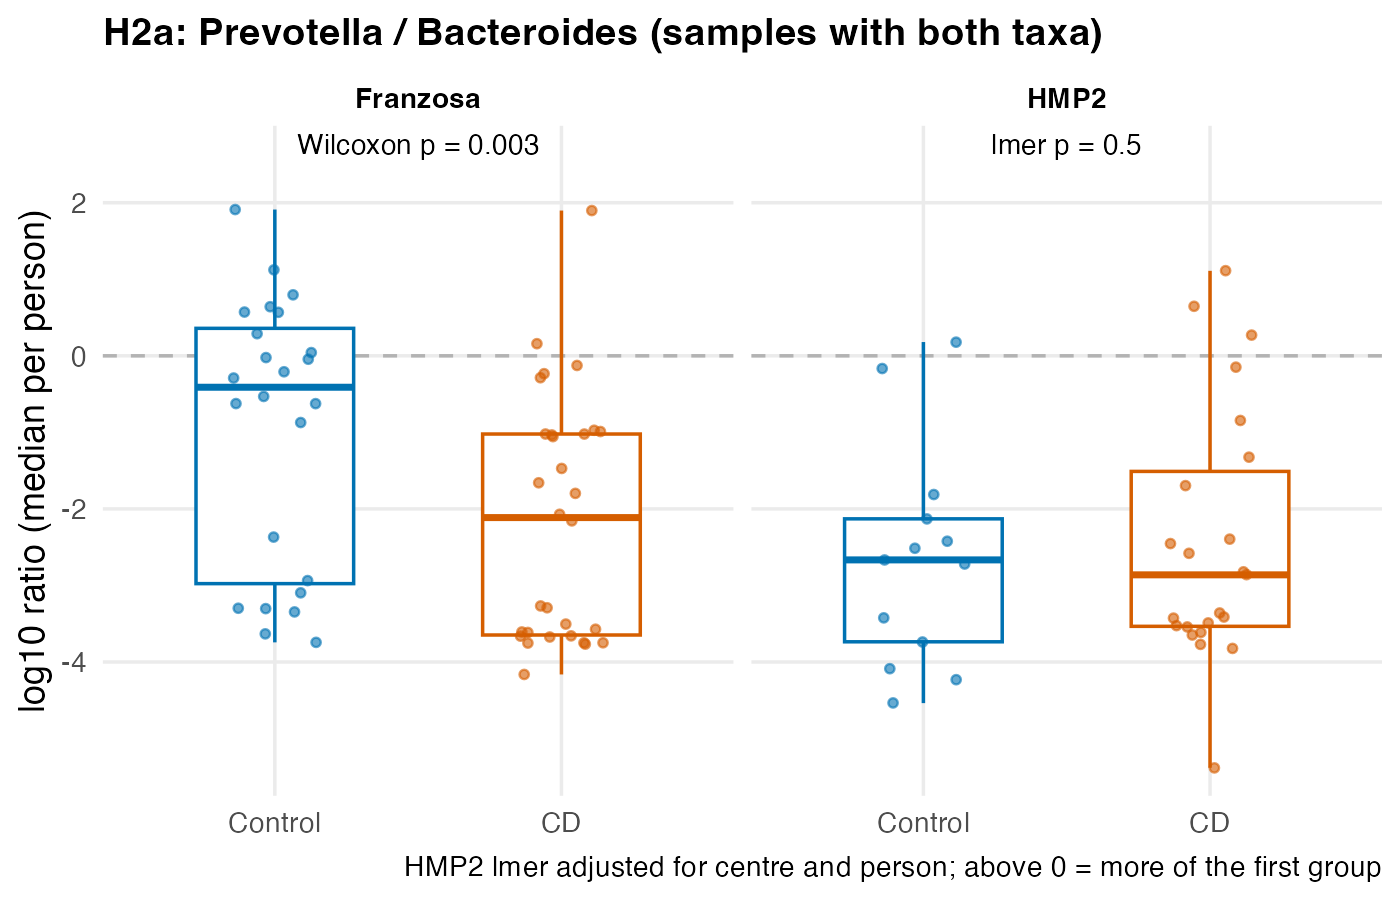 H2a: Prevotella / Bacteroides (samples with both taxa)
Franzosa
HMP2
Wilcoxon p = 0.003
lmer p = 0.5
log10 ratio (median per person)
2
0
-2
-4
Control
CD
Control
CD
HMP2 lmer adjusted for centre and person; above 0 = more of the first group